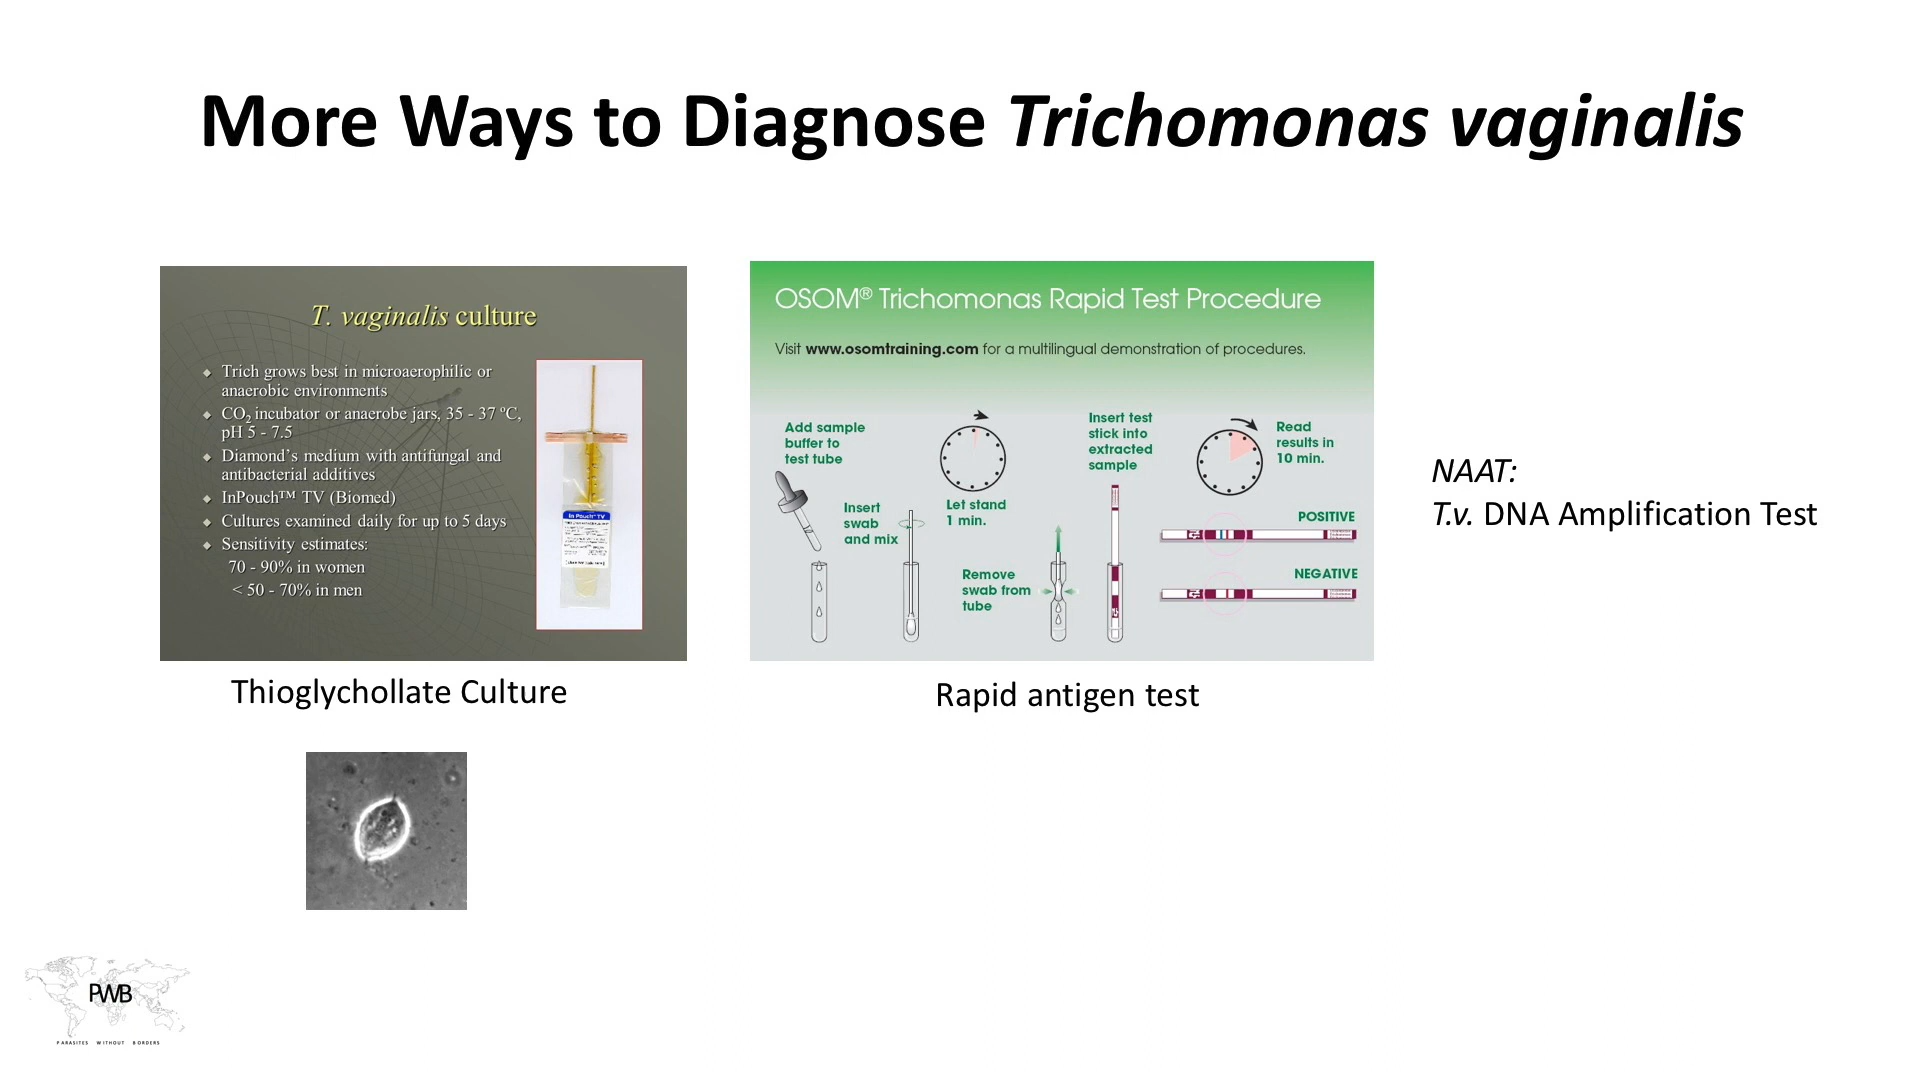 More Ways to Diagnose Trichomonas vaginalis
T. vaginalis culture
Trich grows best in microaerophilic or
anaerobic environments
CO2 incubator or anaerobe jars, 35 - 37 ºC,
pH 5 - 7.5
Diamond's medium with antifungal and
antibacterial additives
InPouch™ TV (Biomed)
Cultures examined daily for up to 5 days
Sensitivity estimates:
70 - 90% in women
< 50 - 70% in men
In Pouch™ TV
Thioglychollate Culture
OSOM® Trichomonas Rapid Test Procedure
Visit www.osomtraining.com for a multilingual demonstration of procedures.
Add sample
buffer to
test tube
Insert
swab
and mix
Let stand
1 min.
Remove
swab from
tube
Insert test
stick into
extracted
sample
Read
results in
10 min.
POSITIVE
NEGATIVE
Rapid antigen test
NAAT:
T.v. DNA Amplification Test
PWB
PARASITES WITHOUT BORDERS